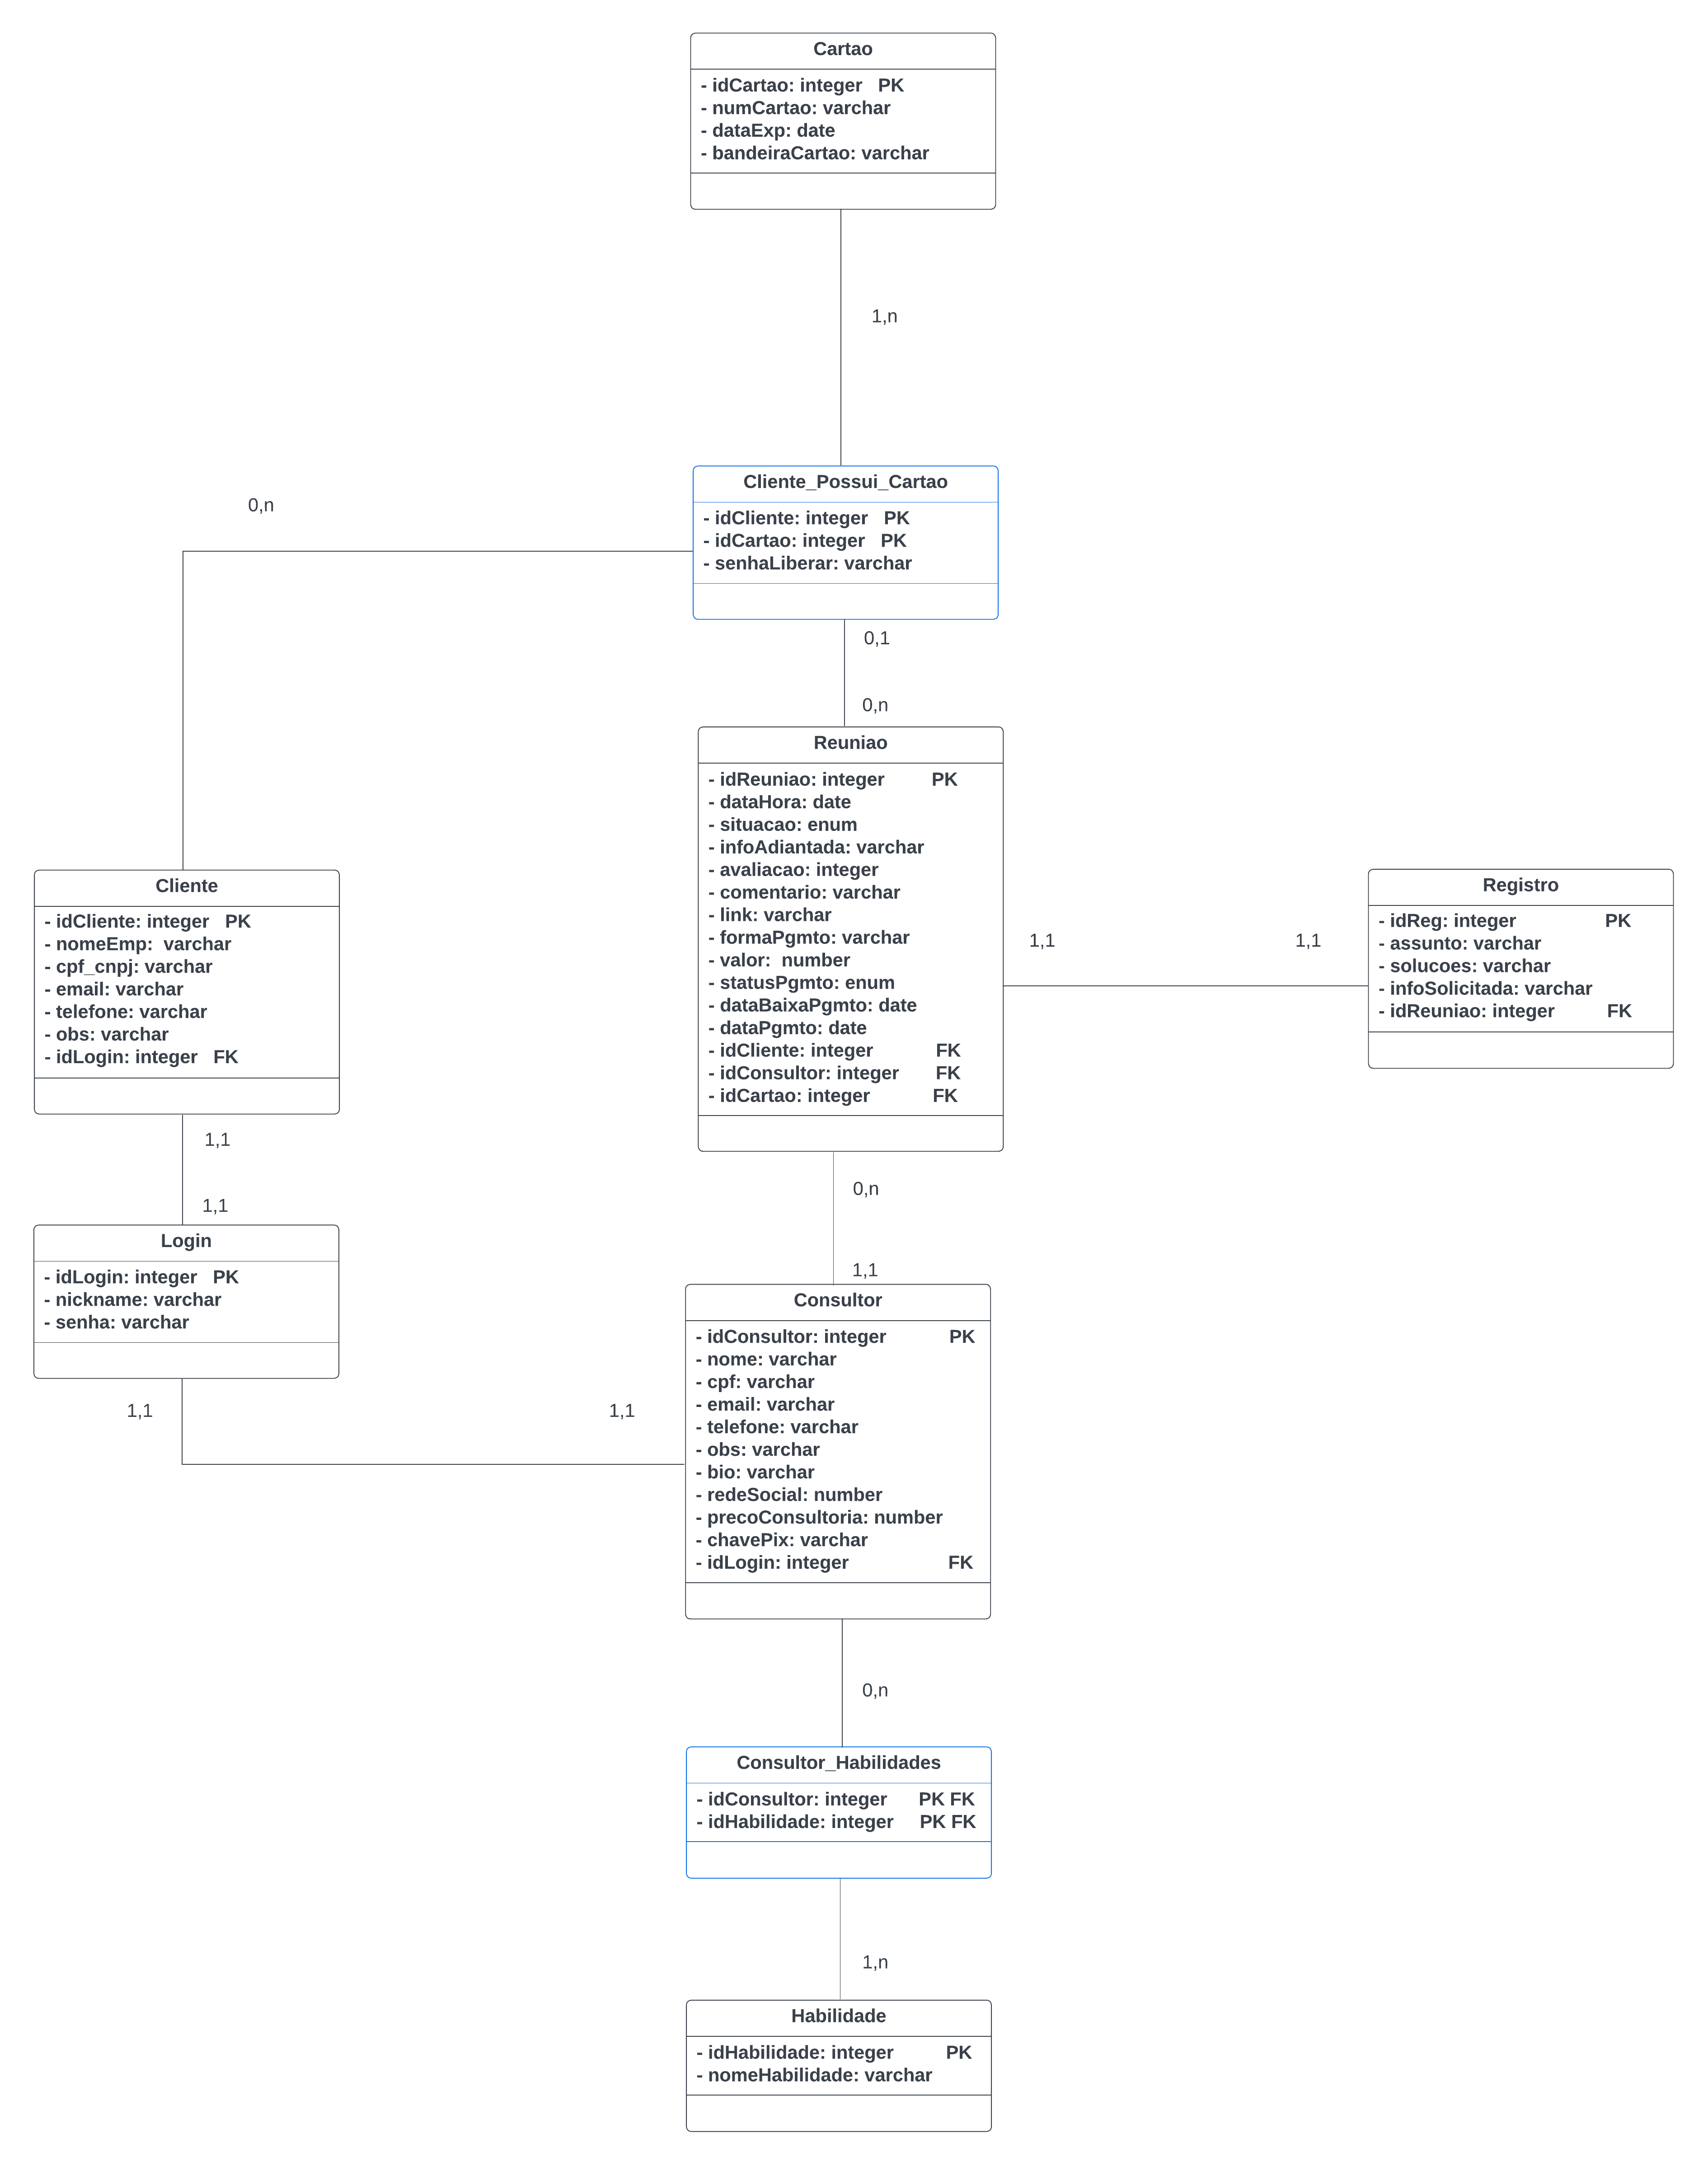 Cartao
- idCartao: integer   PK
- numCartao: varchar
- dataExp: date
- bandeiraCartao: varchar
1,n
Cliente_Possui_Cartao
- idCliente: integer   PK
- idCartao: integer   PK
- senhaLiberar: varchar
0,n
0,1
0,n
Reuniao
- idReuniao: integer   PK
- dataHora: date
- situacao: enum
- infoAdiantada: varchar
- avaliacao: integer
- comentario: varchar
- link: varchar
- formaPgmto: varchar
- valor:  number
- statusPgmto: enum
- dataBaixaPgmto: date
- dataPgmto: date
- idCliente: integer   FK
- idConsultor: integer   FK
- idCartao: integer   FK
Cliente
- idCliente: integer   PK
- nomeEmp:  varchar
- cpf_cnpj: varchar
- email: varchar
- telefone: varchar
- obs: varchar
- idLogin: integer   FK
Registro
- idReg: integer   PK
- assunto: varchar
- solucoes: varchar
- infoSolicitada: varchar
- idReuniao: integer   FK
1,1
1,1
1,1
1,1
Login
- idLogin: integer   PK
- nickname: varchar
- senha: varchar
0,n
1,1
1,1
1,1
Consultor
- idConsultor: integer   PK
- nome: varchar
- cpf: varchar
- email: varchar
- telefone: varchar
- obs: varchar
- bio: varchar
- redeSocial: number
- precoConsultoria: number
- chavePix: varchar
- idLogin: integer   FK
0,n
Consultor_Habilidades
- idConsultor: integer   PK FK
- idHabilidade: integer   PK FK
1,n
Habilidade
- idHabilidade: integer   PK
- nomeHabilidade: varchar